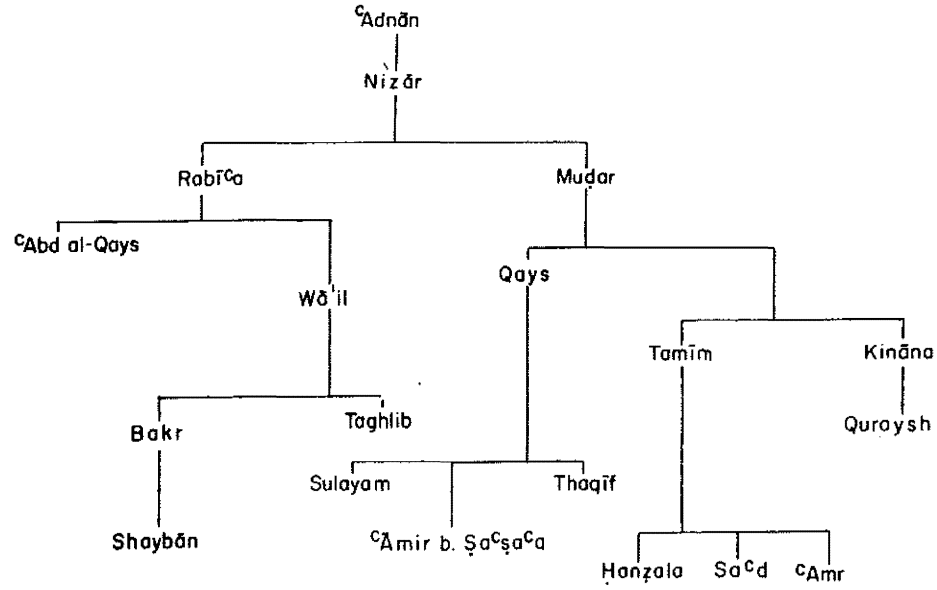 ᶜAdnān
Nizār
Rabīᶜa
Muḍar
ᶜAbd al-Qays
Qays
Wā'il
Tamīm
Kināna
Bakr
Taghlib
Quraysh
Sulayam
Thaqīf
Shaybān
ᶜĀmir b. Ṣaᶜṣaᶜa
Ḥanẓala
Saᶜd
ᶜAmr